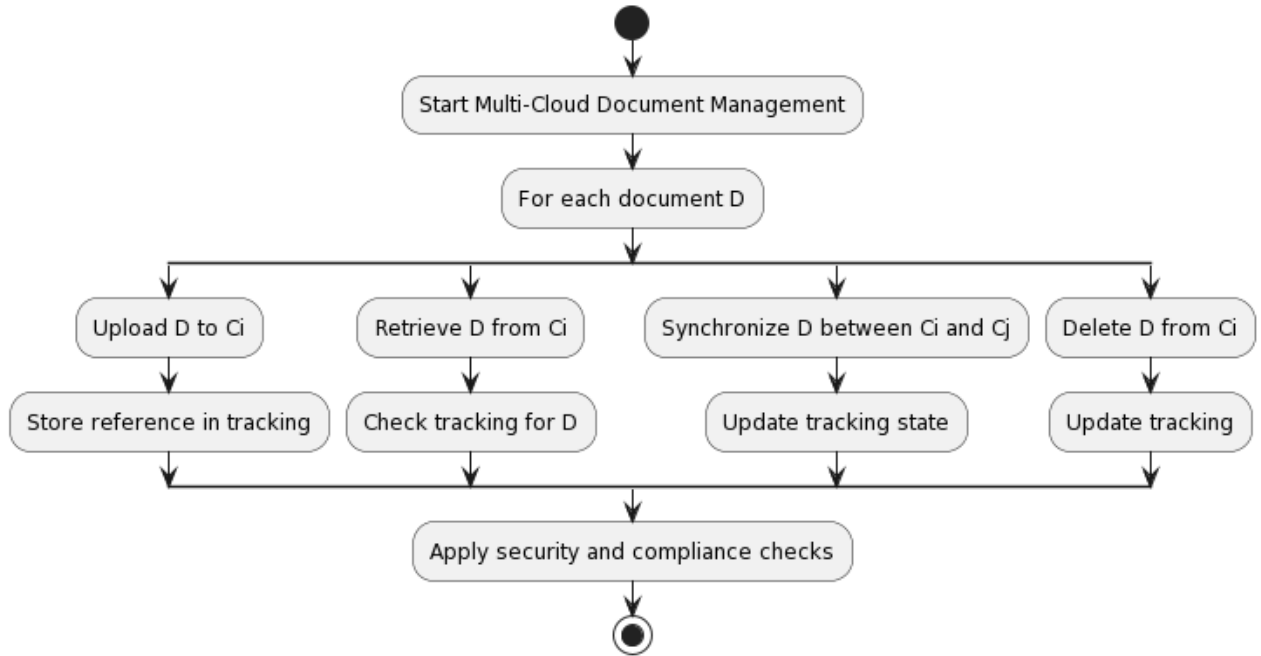 Start Multi-Cloud Document Management
For each document D
Upload D to Ci
Retrieve D from Ci
Synchronize D between Ci and Cj
Delete D from Ci
Store reference in tracking
Check tracking for D
Update tracking state
Update tracking
Apply security and compliance checks